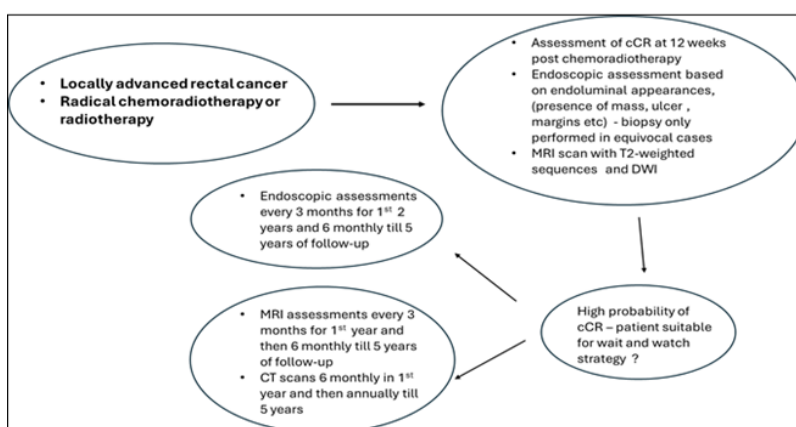 • Locally advanced rectal cancer
• Radical chemoradiotherapy or
radiotherapy
• Assessment of cCR at 12 weeks
post chemoradiotherapy
• Endoscopic assessment based
on endoluminal appearances,
(presence of mass, ulcer ,
margins etc) - biopsy only
performed in equivocal cases
• MRI scan with T2-weighted
sequences and DWI
• Endoscopic assessments
every 3 months for 1st 2
years and 6 monthly till 5
years of follow-up
• MRI assessments every 3
months for 1st year and
then 6 monthly till 5 years
of follow-up
• CT scans 6 monthly in 1st
year and then annually till
5 years
High probability of
cCR – patient suitable
for wait and watch
strategy ?